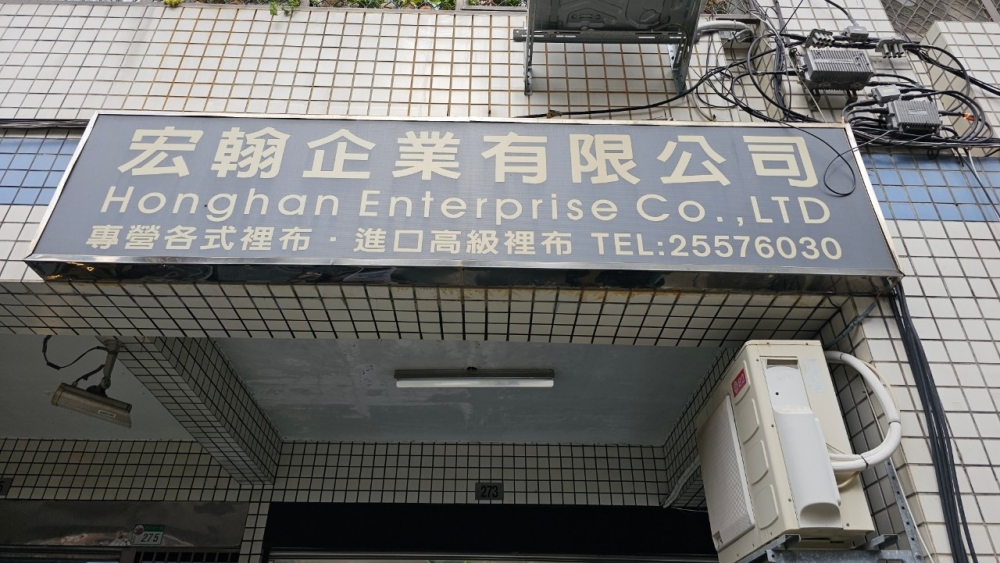 宏翰企業有限公司
Honghan Enterprise Co.,LTD
專營各式裡布·進口高級裡布 TEL:25576030
273
275